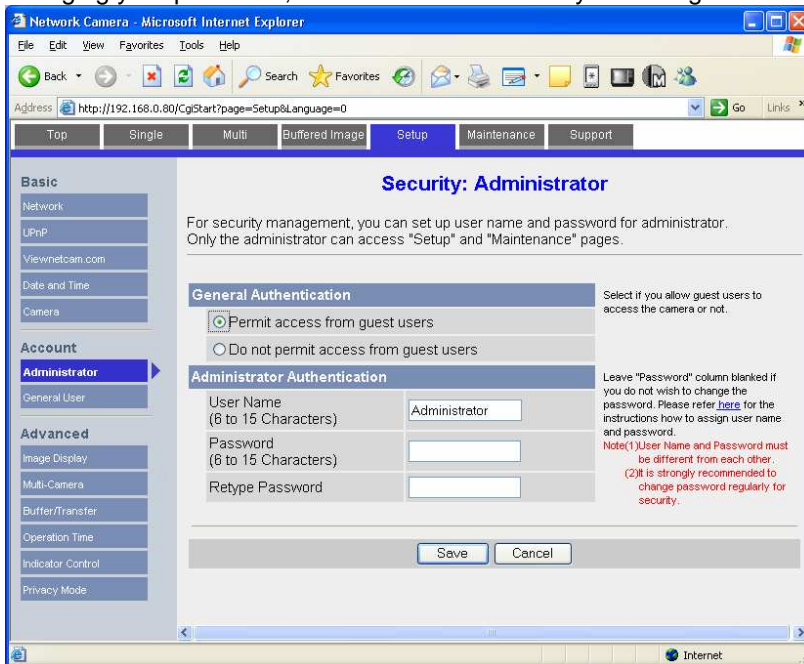 Network Camera - Microsoft Internet Explorer
File Edit View Favorites Tools Help
Back Search Favorites
Address http://192.168.0.80/CgiStart?page=Setup&Language=0 Go Links »
Top Single Multi Buffered Image Setup Maintenance Support
Basic
Network
UPnP
Viewnetcam.com
Date and Time
Camera
Account
Administrator
General User
Advanced
Image Display
Multi-Camera
Buffer/Transfer
Operation Time
Indicator Control
Privacy Mode
Security: Administrator
For security management, you can set up user name and password for administrator.
Only the administrator can access "Setup" and "Maintenance" pages.
General Authentication
Permit access from guest users
Do not permit access from guest users
Select if you allow guest users to
access the camera or not.
Administrator Authentication
User Name
(6 to 15 Characters)
Administrator
Password
(6 to 15 Characters)
Retype Password
Leave "Password" column blanked if
you do not wish to change the
password. Please refer here for the
instructions how to assign user name
and password.
Note(1)User Name and Password must
be different from each other.
(2)It is strongly recommended to
change password regularly for
security.
Save Cancel
Internet